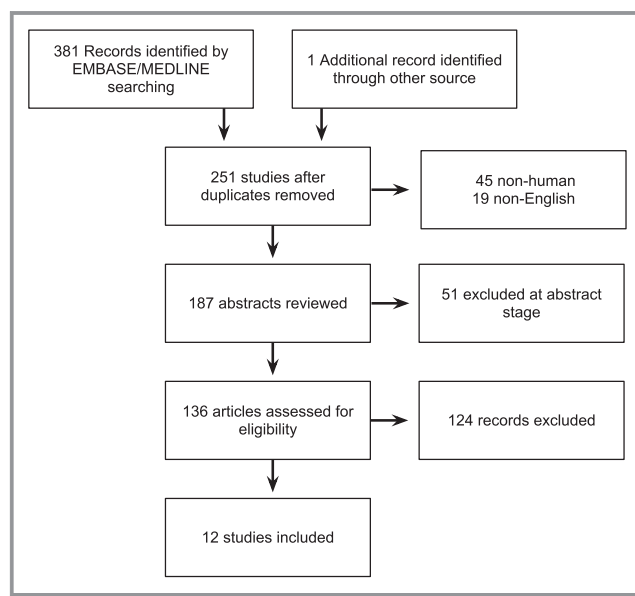 381 Records identified by
EMBASE/MEDLINE
searching
1 Additional record identified
through other source
251 studies after
duplicates removed
45 non-human
19 non-English
187 abstracts reviewed
51 excluded at abstract
stage
136 articles assessed for
eligibility
124 records excluded
12 studies included